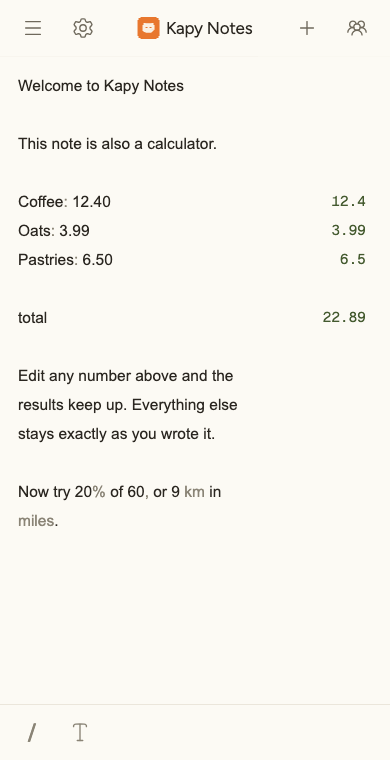 Kapy Notes
Welcome to Kapy Notes
This note is also a calculator.
Coffee: 12.40 12.4
Oats: 3.99 3.99
Pastries: 6.50 6.5
total 22.89
Edit any number above and the
results keep up. Everything else
stays exactly as you wrote it.
Now try 20% of 60, or 9 km in
miles.
/ T